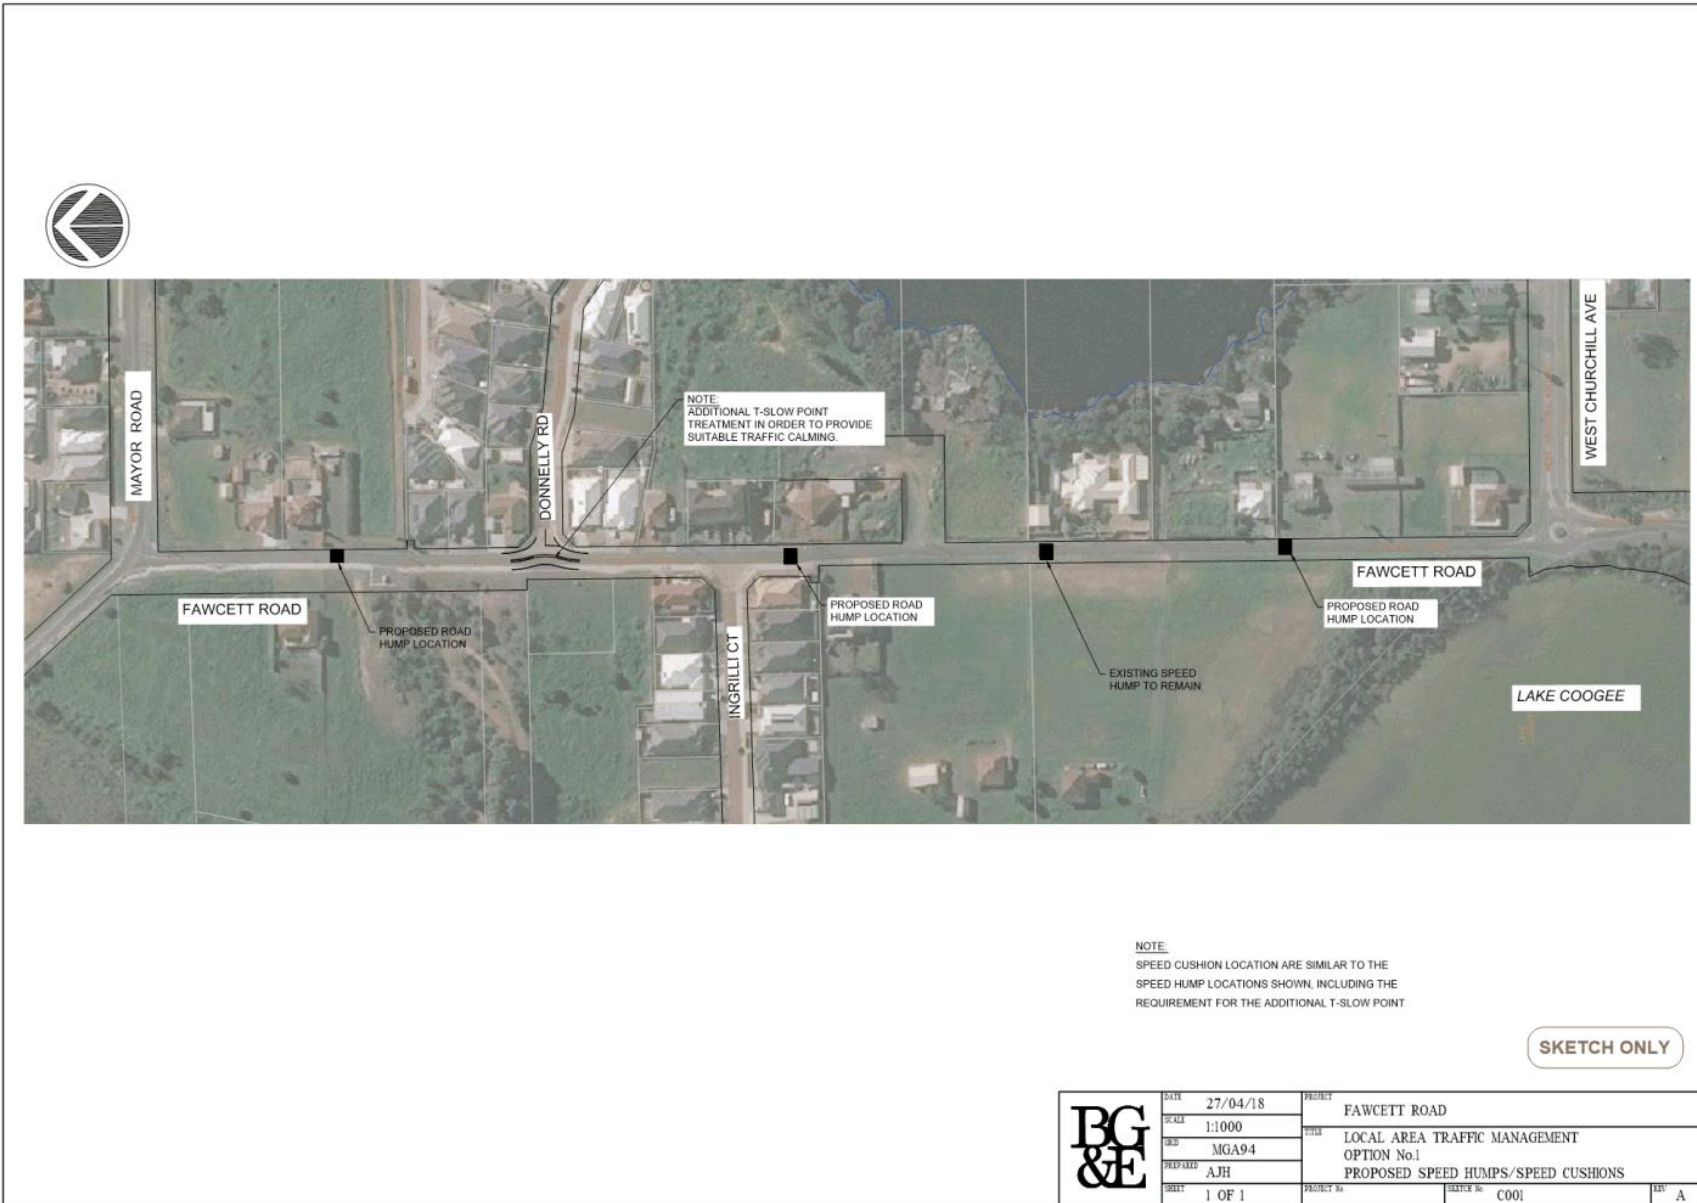 MAYOR ROAD
DONNELLY RD
NOTE:
ADDITIONAL T-SLOW POINT
TREATMENT IN ORDER TO PROVIDE
SUITABLE TRAFFIC CALMING.
WEST CHURCHILL AVE
FAWCETT ROAD
PROPOSED ROAD
HUMP LOCATION
INGRILLI CT
PROPOSED ROAD
HUMP LOCATION
EXISTING SPEED
HUMP TO REMAIN
FAWCETT ROAD
PROPOSED ROAD
HUMP LOCATION
LAKE COOGEE
NOTE:
SPEED CUSHION LOCATION ARE SIMILAR TO THE
SPEED HUMP LOCATIONS SHOWN, INCLUDING THE
REQUIREMENT FOR THE ADDITIONAL T-SLOW POINT
SKETCH ONLY
BG
&E
DATE 27/04/18
SCALE 1:1000
GRID MGA94
PREPARED AJH
SHEET 1 OF 1
PROJECT FAWCETT ROAD
TITLE LOCAL AREA TRAFFIC MANAGEMENT
OPTION No.1
PROPOSED SPEED HUMPS/SPEED CUSHIONS
PROJECT No.
SKETCH No. C001
REV A